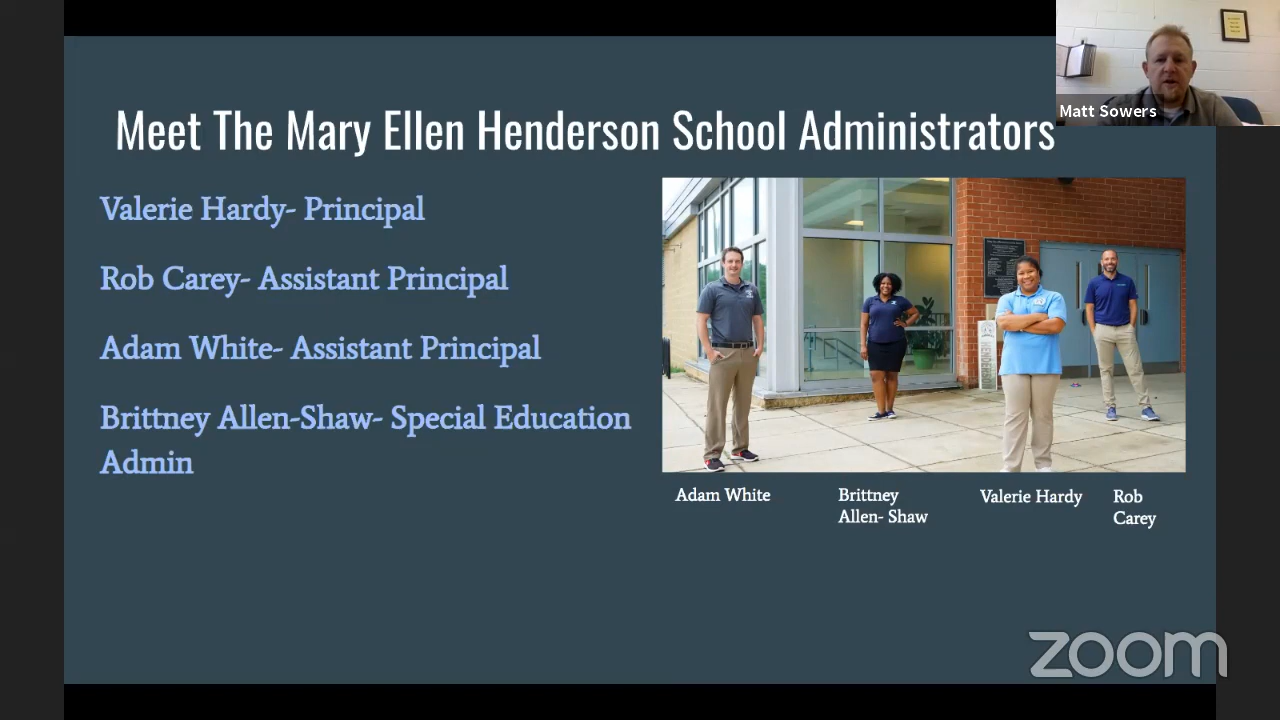 Matt Sowers
Meet The Mary Ellen Henderson School Administrators
Valerie Hardy- Principal
Rob Carey- Assistant Principal
Adam White- Assistant Principal
Brittney Allen-Shaw- Special Education
Admin
HENDERSON
Adam White
Brittney
Allen- Shaw
Valerie Hardy
Rob
Carey
zoom